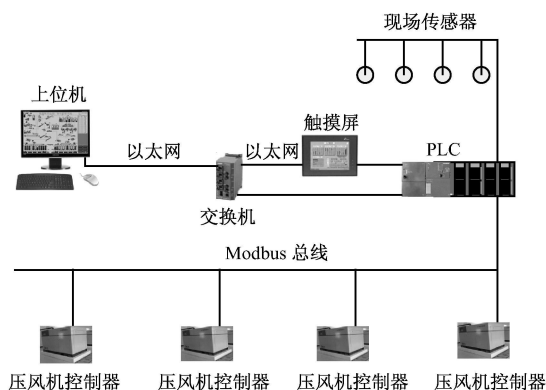 现场传感器
上位机
触摸屏
以太网
以太网
PLC
交换机
Modbus 总线
压风机控制器
压风机控制器
压风机控制器
压风机控制器